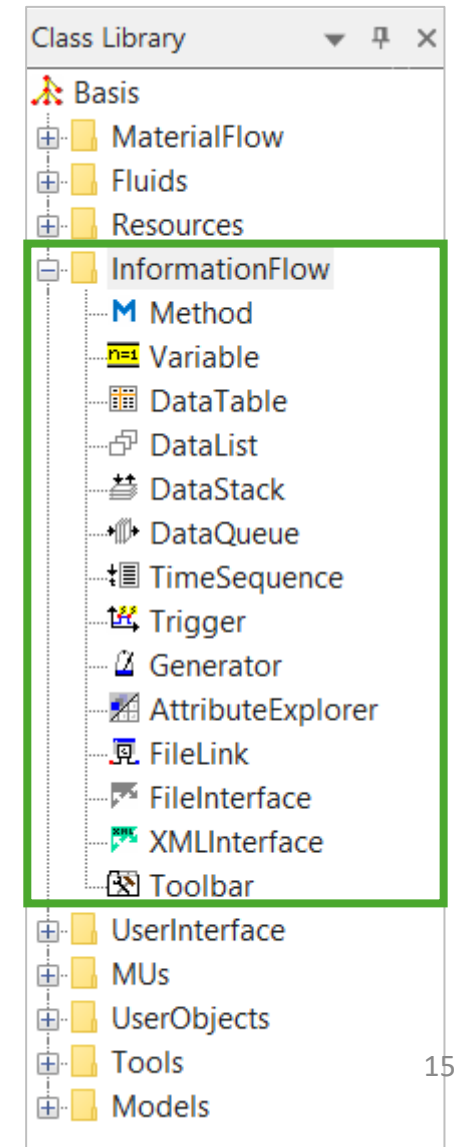 Class Library
Basis
MaterialFlow
Fluids
Resources
InformationFlow
M Method
n=1 Variable
DataTable
DataList
DataStack
DataQueue
TimeSequence
Trigger
Generator
AttributeExplorer
FileLink
FileInterface
XML XMLInterface
Toolbar
UserInterface
MUs
UserObjects
Tools
15
Models